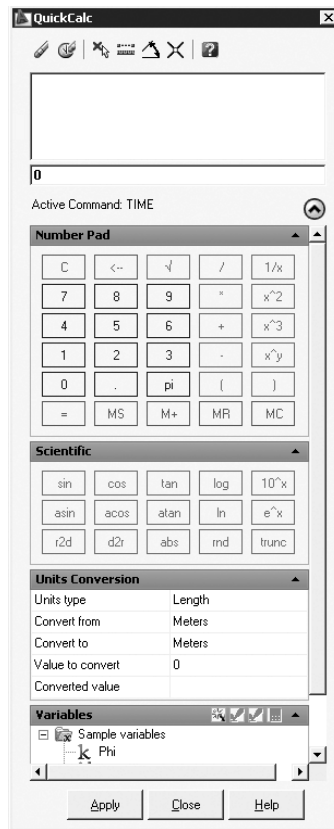 QuickCalc
0
Active Command: TIME
Number Pad
C <-- √ / 1/x
7 8 9 * x^2
4 5 6 + x^3
1 2 3 - x^y
0 . pi ( )
= MS M+ MR MC
Scientific
sin cos tan log 10^x
asin acos atan ln e^x
r2d d2r abs rnd trunc
Units Conversion
Units type Length
Convert from Meters
Convert to Meters
Value to convert 0
Converted value
Variables
Sample variables
k Phi
Apply Close Help